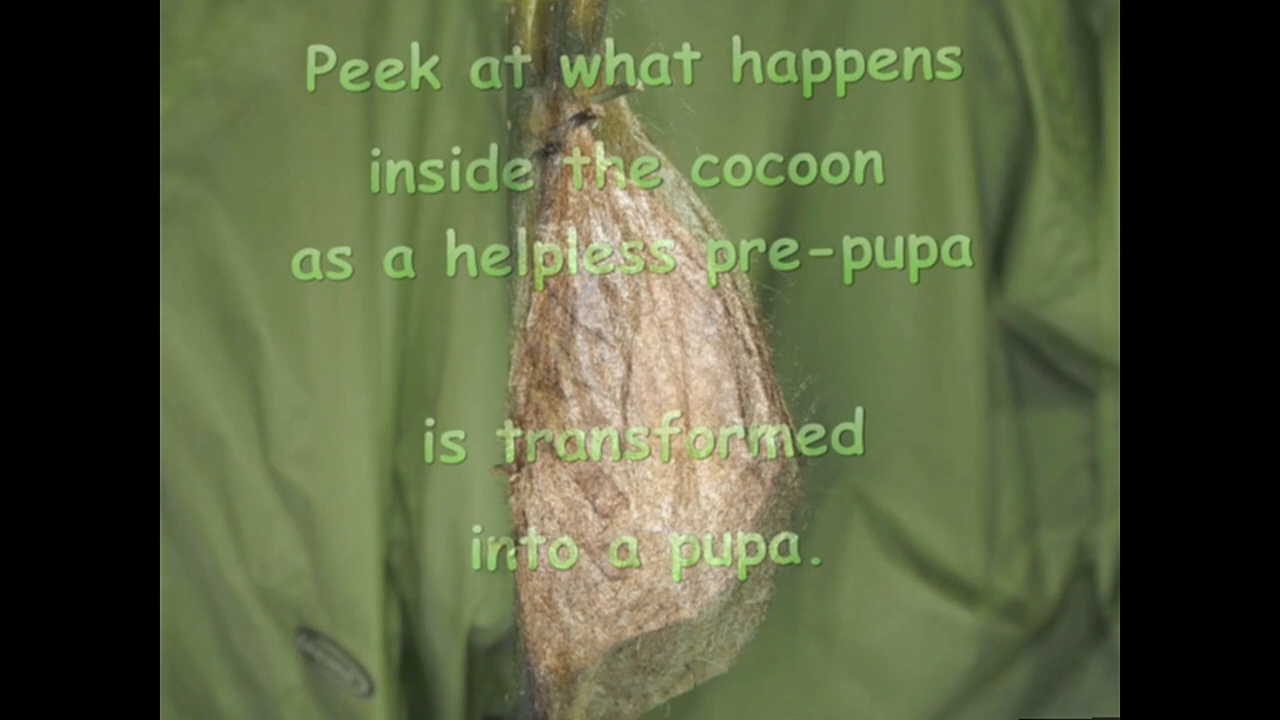 Peek at what happens
inside the cocoon
as a helpless pre-pupa
is transformed
into a pupa.